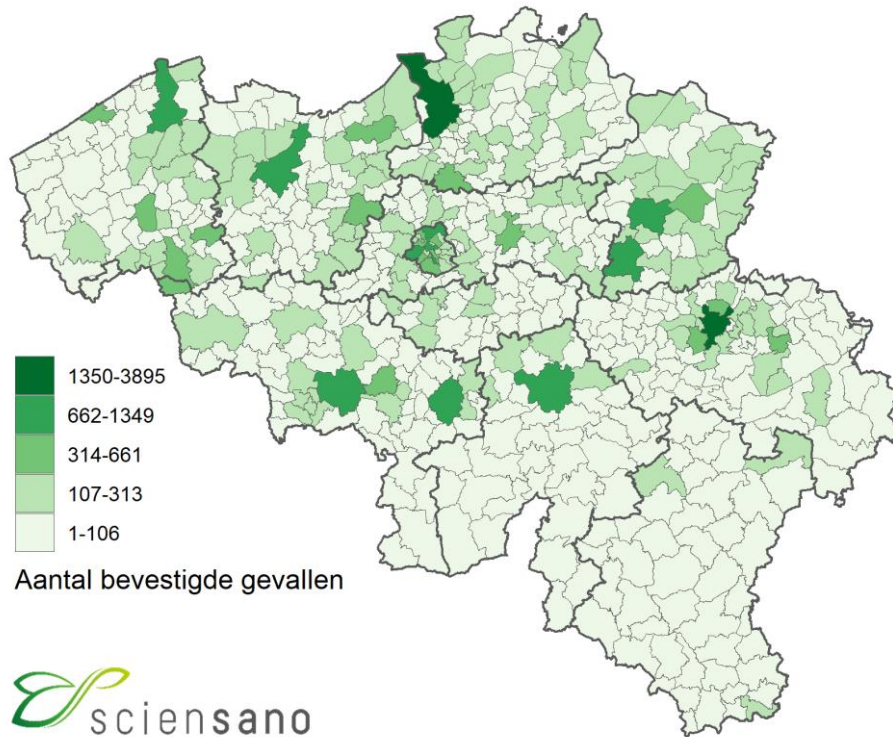 1350-3895
662-1349
314-661
107-313
1-106
Aantal bevestigde gevallen
sciensano